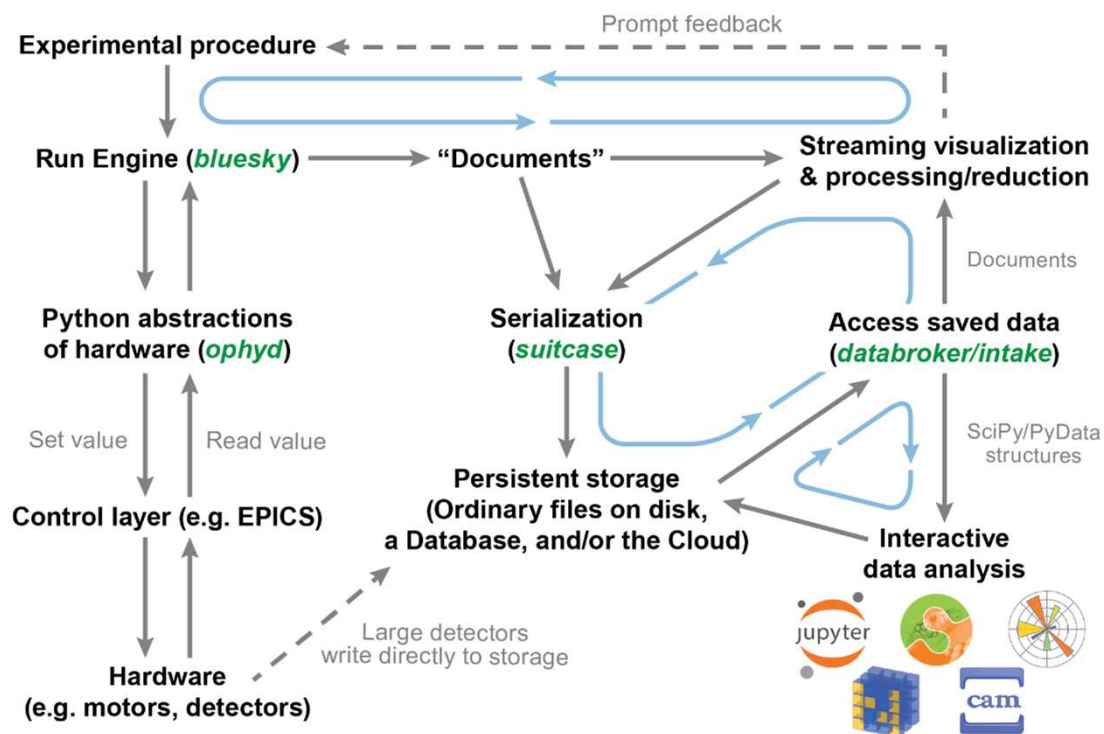 Prompt feedback
Experimental procedure
Run Engine (bluesky)
“Documents”
Streaming visualization
& processing/reduction
Documents
Python abstractions
of hardware (ophyd)
Serialization
(suitcase)
Access saved data
(databroker/intake)
Set value
Read value
SciPy/PyData
structures
Persistent storage
(Ordinary files on disk,
a Database, and/or the Cloud)
Control layer (e.g. EPICS)
Interactive
data analysis
Large detectors
write directly to storage
Hardware
(e.g. motors, detectors)
jupyter
cam